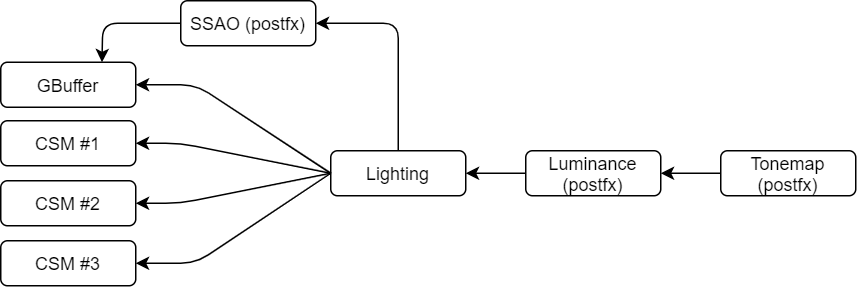 SSAO (postfx)
GBuffer
CSM #1
CSM #2
CSM #3
Lighting
Luminance
(postfx)
Tonemap
(postfx)